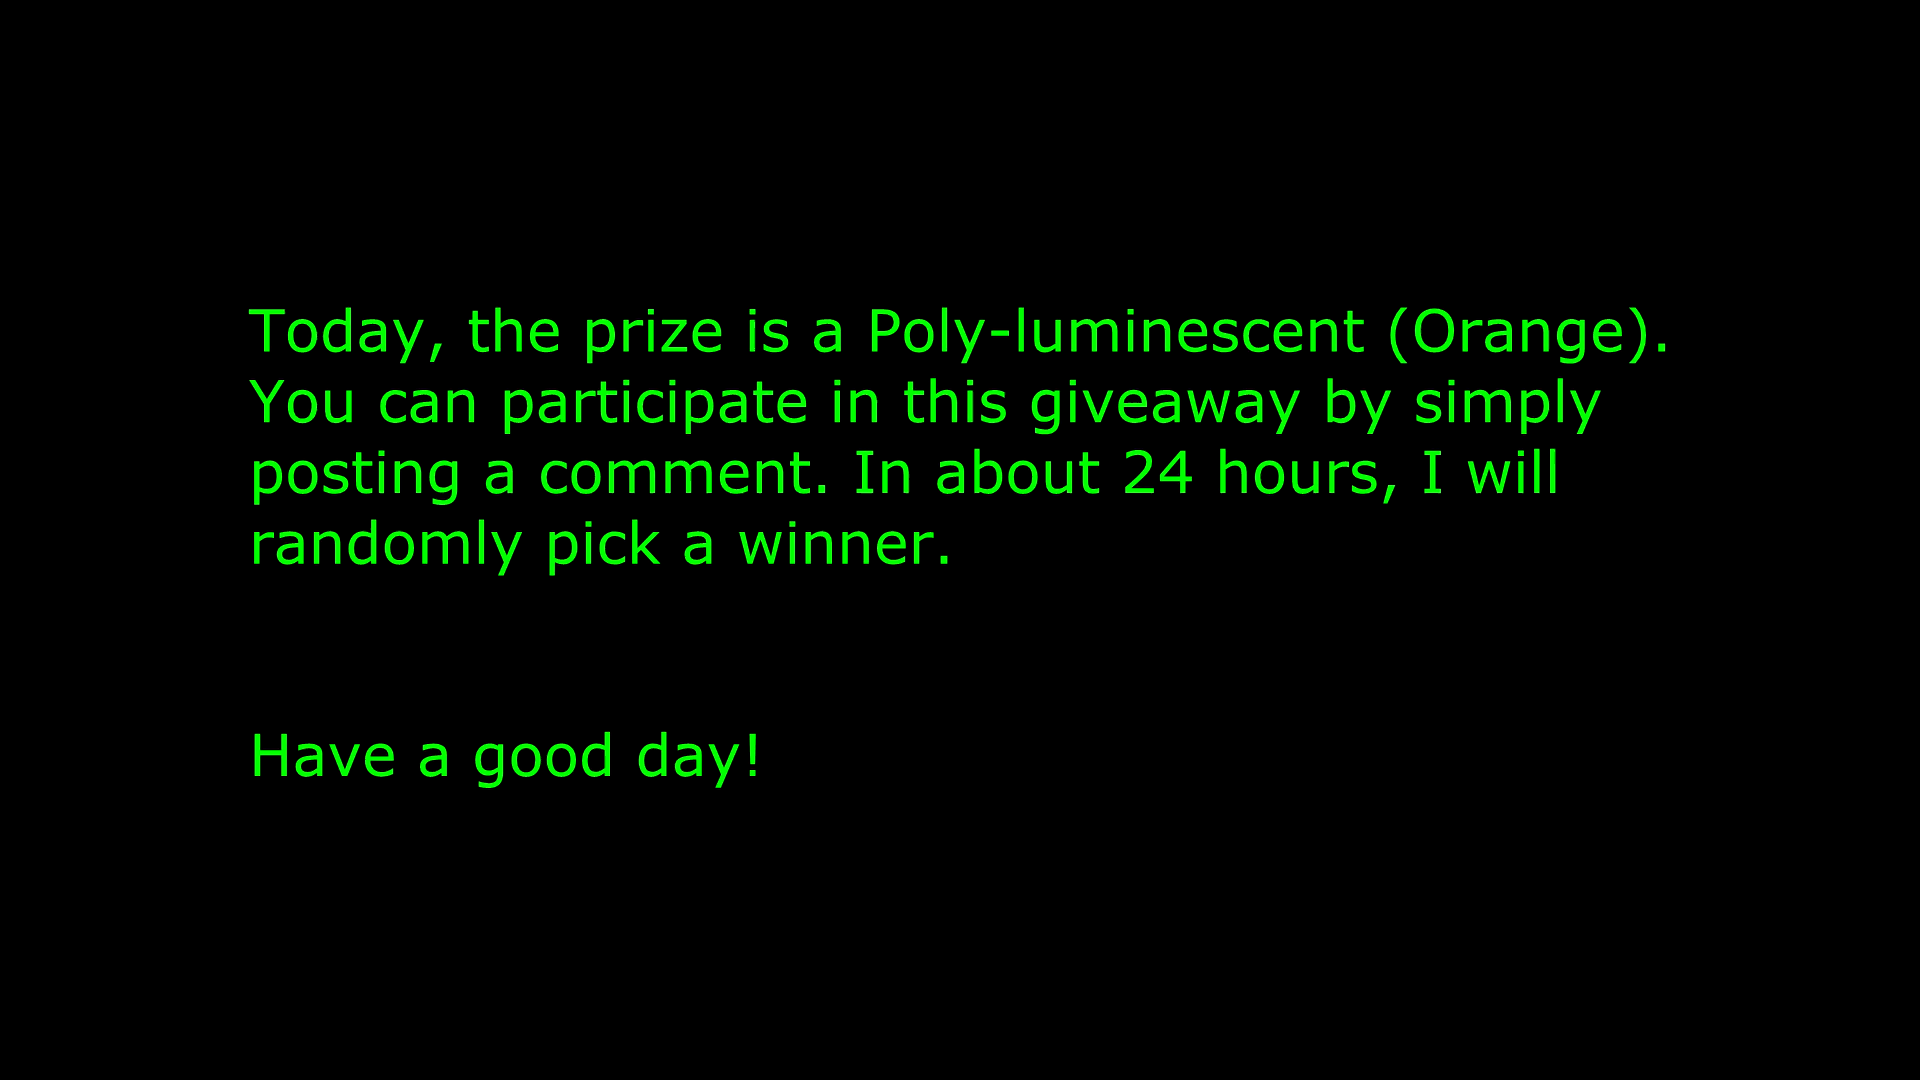 Today, the prize is a Poly-luminescent (Orange).
You can participate in this giveaway by simply
posting a comment. In about 24 hours, I will
randomly pick a winner.
Have a good day!